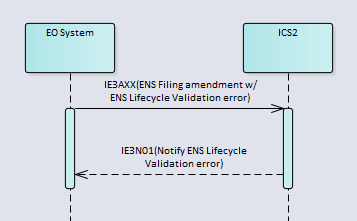 EO System
ICS2
IE3AXX(ENS Filing amendment w/
ENS Lifecycle Validation error)
IE3N01(Notify ENS Lifecycle
Validation error)